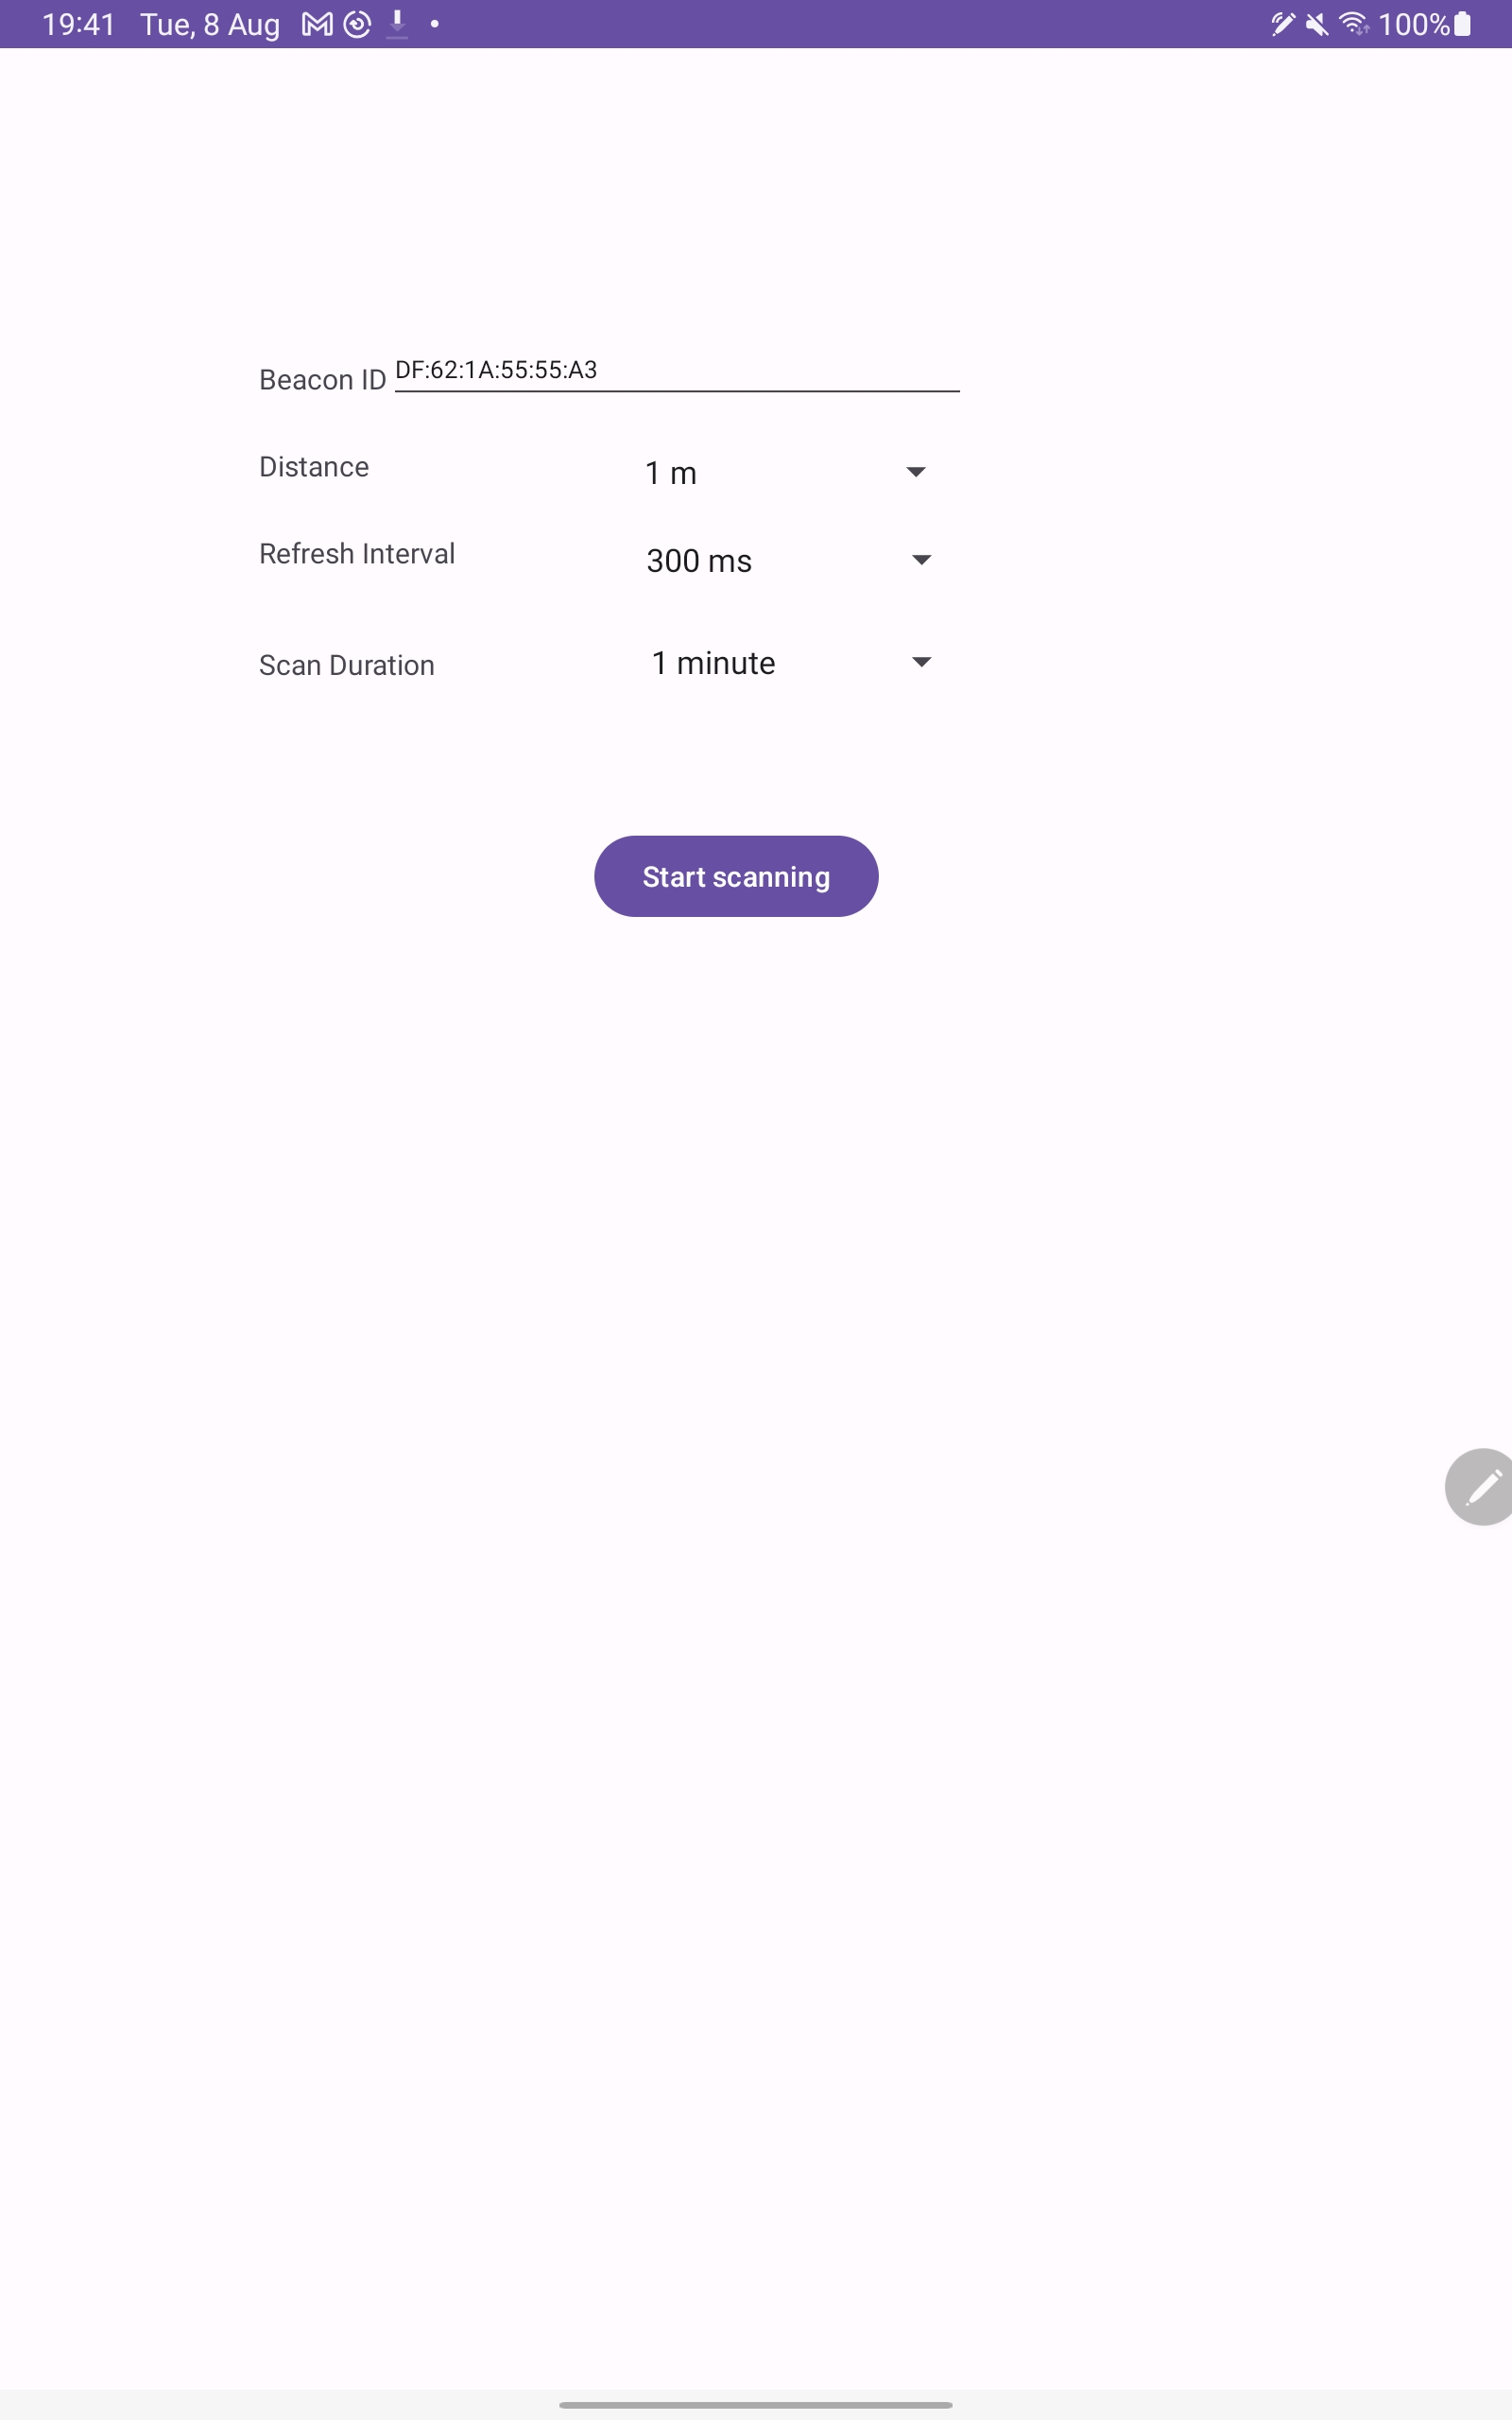 19:41 Tue, 8 Aug 100%
Beacon ID DF:62:1A:55:55:A3
Distance 1 m
Refresh Interval 300 ms
Scan Duration 1 minute
Start scanning